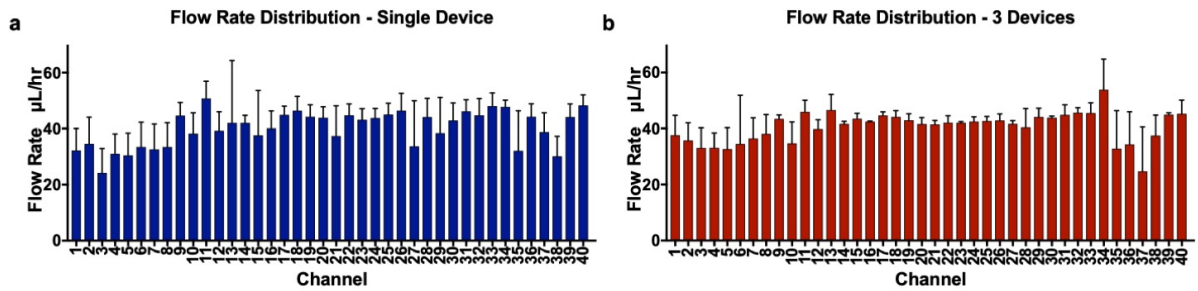 a
Flow Rate Distribution - Single Device
Flow Rate µL/hr
60
40
20
0
1 2 3 4 5 6 7 8 9 10 11 12 13 14 15 16 17 18 19 20 21 22 23 24 25 26 27 28 29 30 31 32 33 34 35 36 37 38 39 40
Channel
b
Flow Rate Distribution - 3 Devices
Flow Rate µL/hr
60
40
20
0
1 2 3 4 5 6 7 8 9 10 11 12 13 14 15 16 17 18 19 20 21 22 23 24 25 26 27 28 29 30 31 32 33 34 35 36 37 38 39 40
Channel